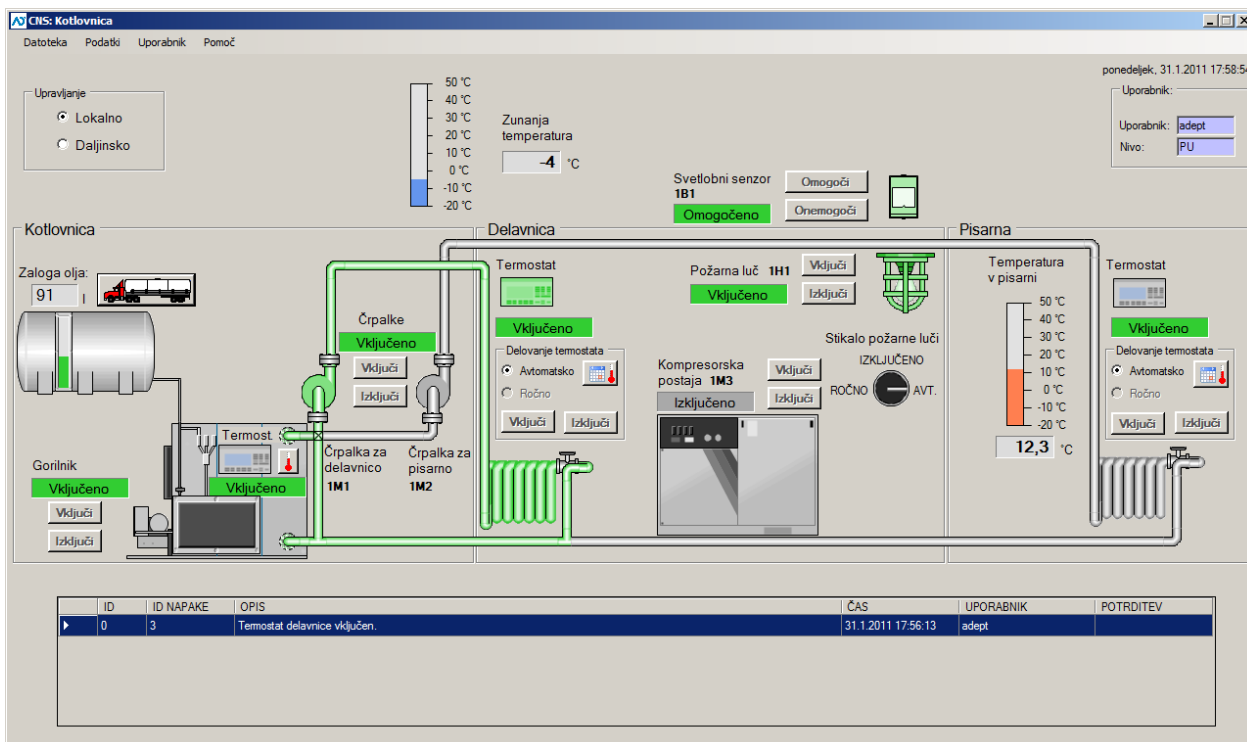 CNS: Kotlovnica
Datoteka Podatki Uporabnik Pomoč
ponedeljek, 31.1.2011 17:58:54
Upravljanje
Lokalno
Daljinsko
50 °C
40 °C
30 °C
20 °C
10 °C
0 °C
-10 °C
-20 °C
Zunanja
temperatura
-4 °C
Uporabnik:
Uporabnik: adept
Nivo: PU
Svetlobni senzor
1B1
Omogočeno
Omogoči
Onemogoči
Kotlovnica
Zaloga olja:
91 l
Črpalke
Vključeno
Vključi
Izključi
Termost.
Vključeno
Črpalka za
delavnico
1M1
Črpalka za
pisarno
1M2
Gorilnik
Vključeno
Vključi
Izključi
Delavnica
Termostat
Vključeno
Delovanje termostata
Avtomatsko
Ročno
Vključi Izključi
Požarna luč 1H1
Vključeno
Vključi
Izključi
Stikalo požarne luči
IZKLJUČENO
ROČNO AVT.
Kompresorska
postaja 1M3
Izključeno
Vključi
Izključi
Pisarna
Temperatura
v pisarni
50 °C
40 °C
30 °C
20 °C
10 °C
0 °C
-10 °C
-20 °C
12,3 °C
Termostat
Vključeno
Delovanje termostata
Avtomatsko
Ročno
Vključi Izključi
ID ID NAPAKE OPIS ČAS UPORABNIK POTRDITEV
0 3 Termostat delavnice vključen. 31.1.2011 17:56:13 adept